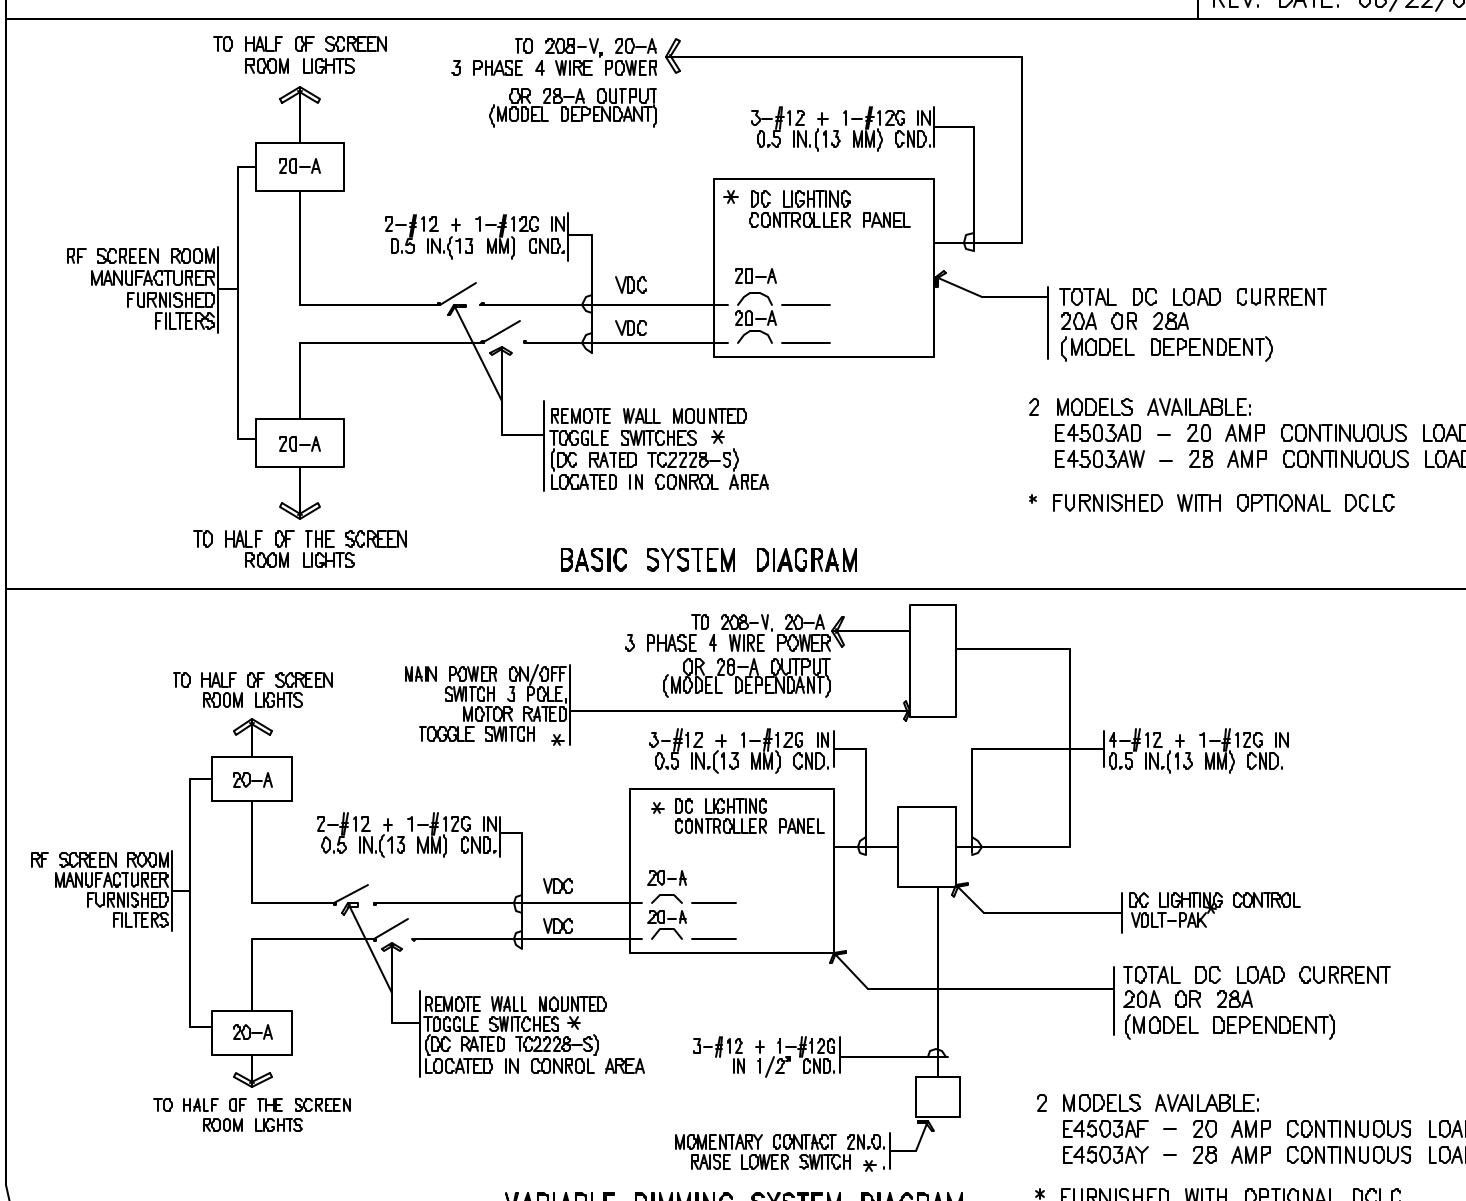 REV. DATE: 08/22/0
TO HALF OF SCREEN
ROOM LIGHTS
TO 208-V, 20-A
3 PHASE 4 WIRE POWER
OR 28-A OUTPUT
(MODEL DEPENDANT)
3-#12 + 1-#12G IN
0.5 IN.(13 MM) CND.
20-A
* DC LIGHTING
CONTROLLER PANEL
2-#12 + 1-#12G IN
0.5 IN.(13 MM) CND.
RF SCREEN ROOM
MANUFACTURER
FURNISHED
FILTERS
VDC
20-A
VDC
20-A
TOTAL DC LOAD CURRENT
20A OR 28A
(MODEL DEPENDENT)
REMOTE WALL MOUNTED
TOGGLE SWITCHES *
(DC RATED TC2228-S)
LOCATED IN CONROL AREA
20-A
2 MODELS AVAILABLE:
E4503AD - 20 AMP CONTINUOUS LOAD
E4503AW - 28 AMP CONTINUOUS LOAD
* FURNISHED WITH OPTIONAL DCLC
TO HALF OF THE SCREEN
ROOM LIGHTS
BASIC SYSTEM DIAGRAM
TO 208-V, 20-A
3 PHASE 4 WIRE POWER
OR 28-A OUTPUT
(MODEL DEPENDANT)
MAIN POWER ON/OFF
SWITCH 3 POLE,
MOTOR RATED
TOGGLE SWITCH *
TO HALF OF SCREEN
ROOM LIGHTS
3-#12 + 1-#12G IN
0.5 IN.(13 MM) CND.
4-#12 + 1-#12G IN
0.5 IN.(13 MM) CND.
20-A
* DC LIGHTING
CONTROLLER PANEL
2-#12 + 1-#12G IN
0.5 IN.(13 MM) CND.
RF SCREEN ROOM
MANUFACTURER
FURNISHED
FILTERS
VDC
20-A
VDC
20-A
DC LIGHTING CONTROL
VOLT-PAK*
TOTAL DC LOAD CURRENT
20A OR 28A
(MODEL DEPENDENT)
REMOTE WALL MOUNTED
TOGGLE SWITCHES *
(DC RATED TC2228-S)
LOCATED IN CONROL AREA
20-A
3-#12 + 1-#12G
IN 1/2" CND.
TO HALF OF THE SCREEN
ROOM LIGHTS
MOMENTARY CONTACT 2N.O.
RAISE LOWER SWITCH *.
2 MODELS AVAILABLE:
E4503AF - 20 AMP CONTINUOUS LOA
E4503AY - 28 AMP CONTINUOUS LOA
* FURNISHED WITH OPTIONAL DCLC
VARIABLE DIMMING SYSTEM DIAGRAM